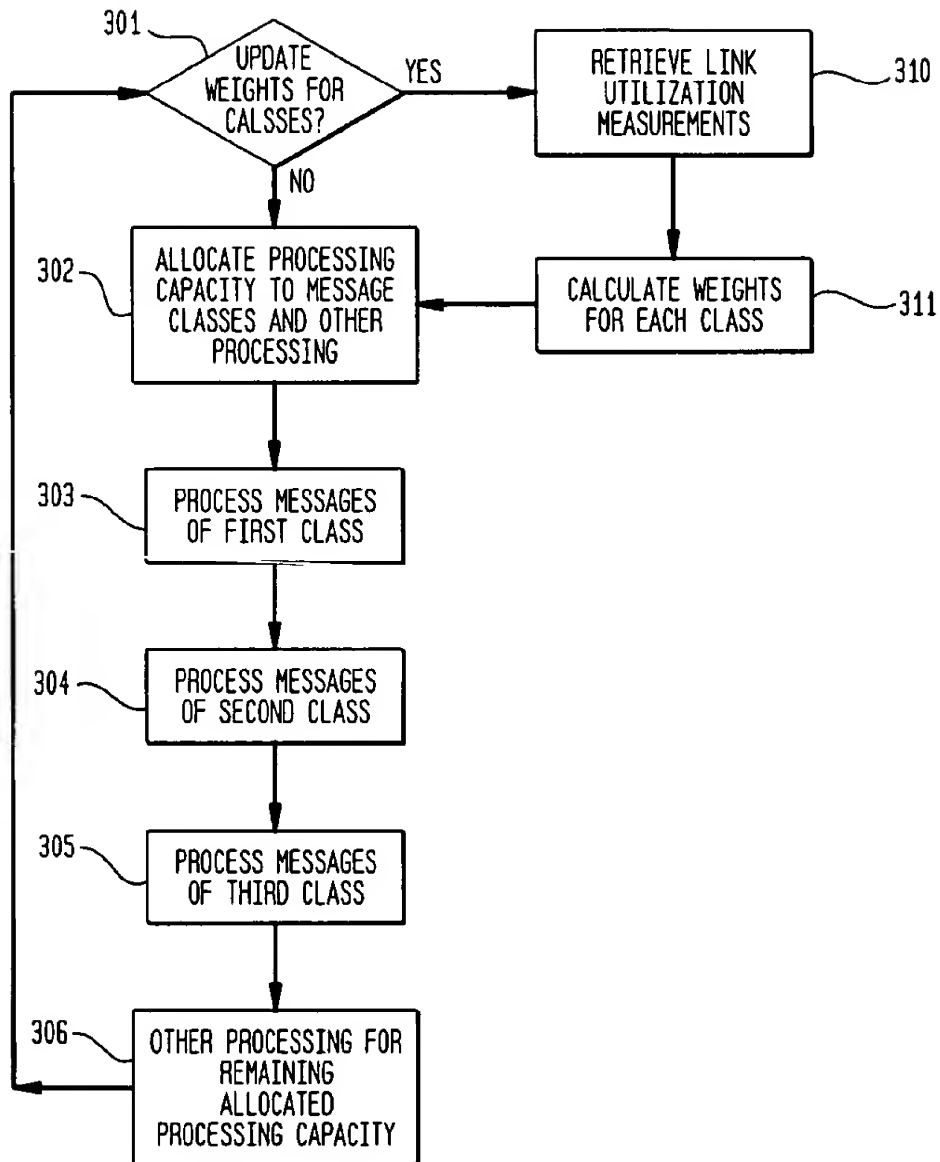 301
UPDATE
WEIGHTS FOR
CALSSES?
YES
NO
RETRIEVE LINK
UTILIZATION
MEASUREMENTS
310
302
ALLOCATE PROCESSING
CAPACITY TO MESSAGE
CLASSES AND OTHER
PROCESSING
CALCULATE WEIGHTS
FOR EACH CLASS
311
303
PROCESS MESSAGES
OF FIRST CLASS
304
PROCESS MESSAGES
OF SECOND CLASS
305
PROCESS MESSAGES
OF THIRD CLASS
306
OTHER PROCESSING FOR
REMAINING
ALLOCATED
PROCESSING CAPACITY